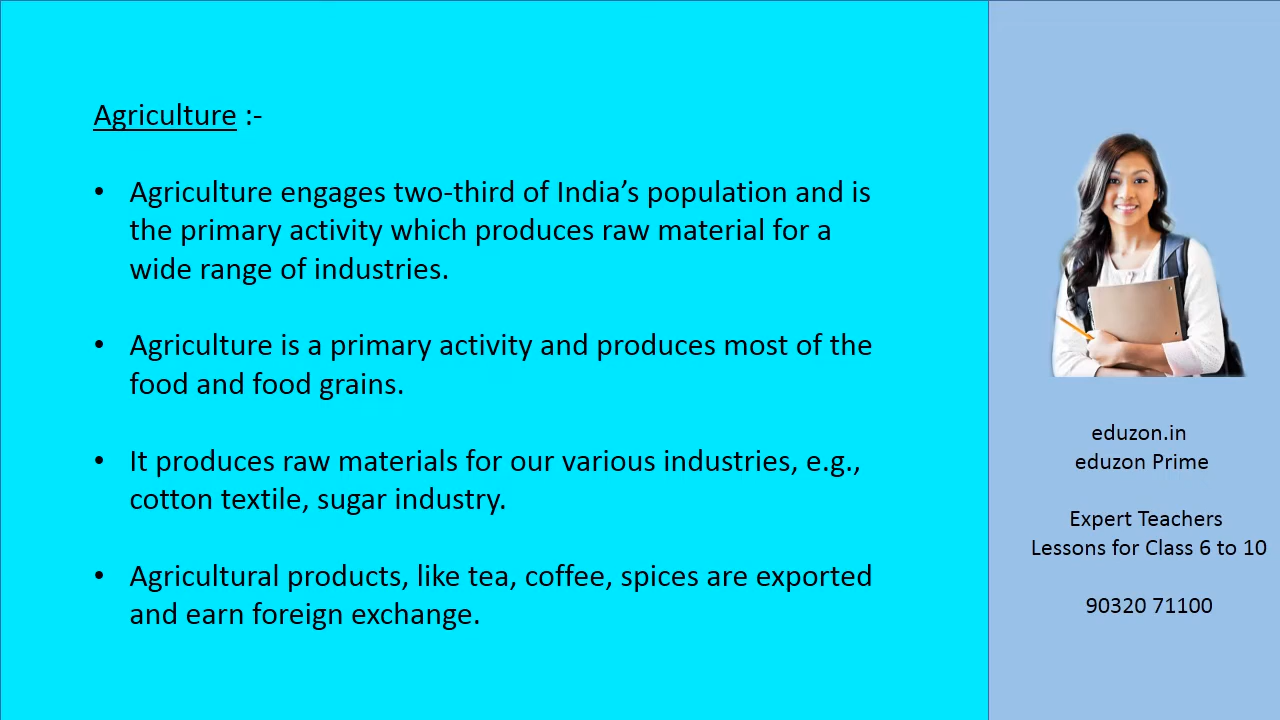 Agriculture :-
• Agriculture engages two-third of India’s population and is
the primary activity which produces raw material for a
wide range of industries.
• Agriculture is a primary activity and produces most of the
food and food grains.
• It produces raw materials for our various industries, e.g.,
cotton textile, sugar industry.
• Agricultural products, like tea, coffee, spices are exported
and earn foreign exchange.
eduzon.in
eduzon Prime
Expert Teachers
Lessons for Class 6 to 10
90320 71100